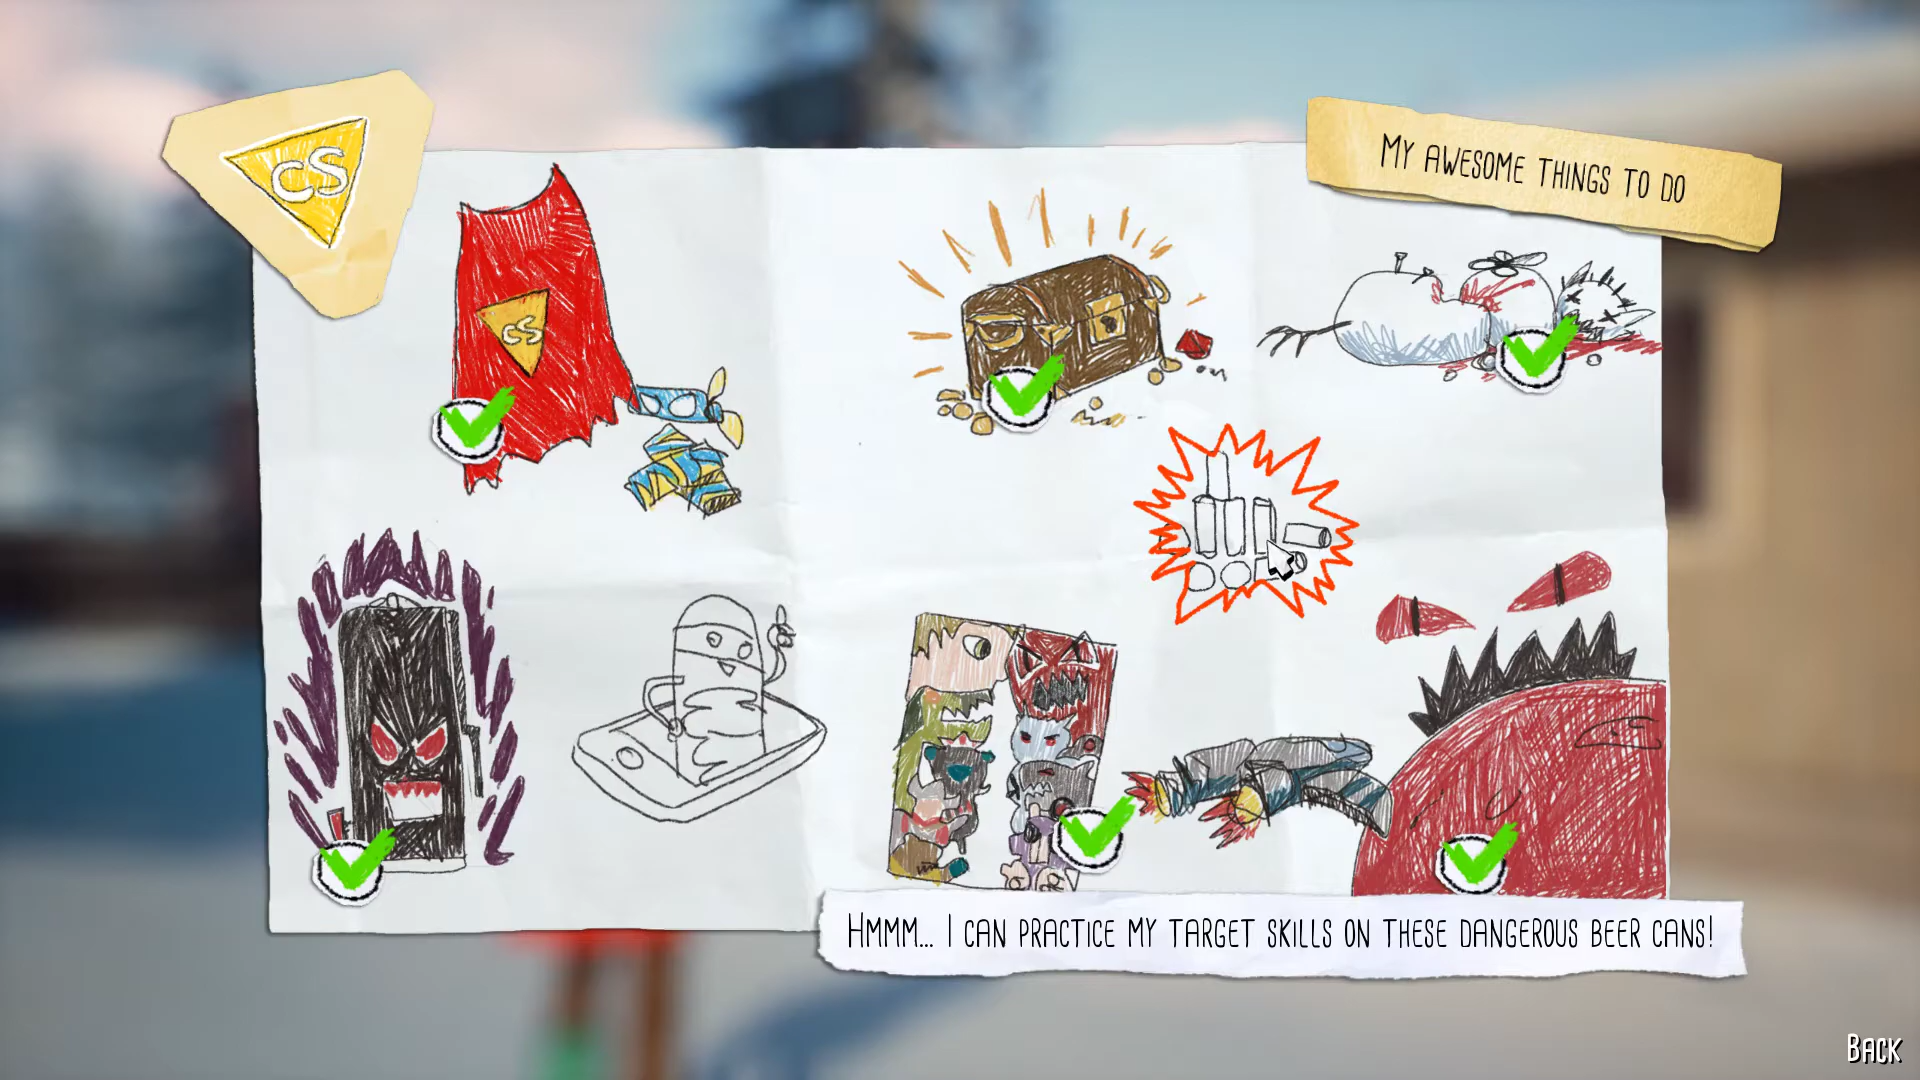 CS
MY AWESOME THINGS TO DO
CS
HMMM... I CAN PRACTICE MY TARGET SKILLS ON THESE DANGEROUS BEER CANS!
BACK